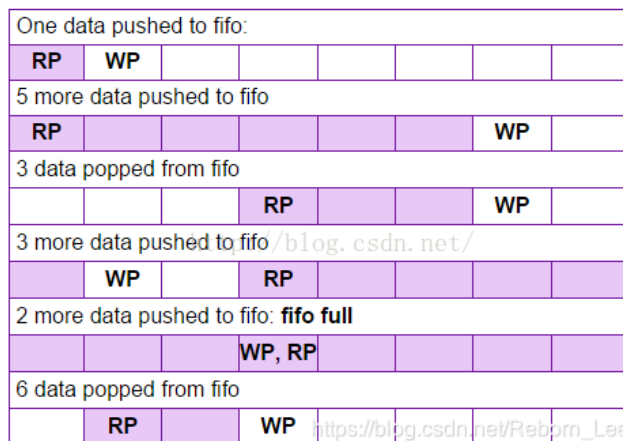 One data pushed to fifo:
RP WP
5 more data pushed to fifo
RP WP
3 data popped from fifo
RP WP
3 more data pushed to fifo
http://blog.csdn.net/
WP RP
2 more data pushed to fifo: fifo full
WP, RP
6 data popped from fifo
RP WP
https://blog.csdn.net/Reborn_Lee